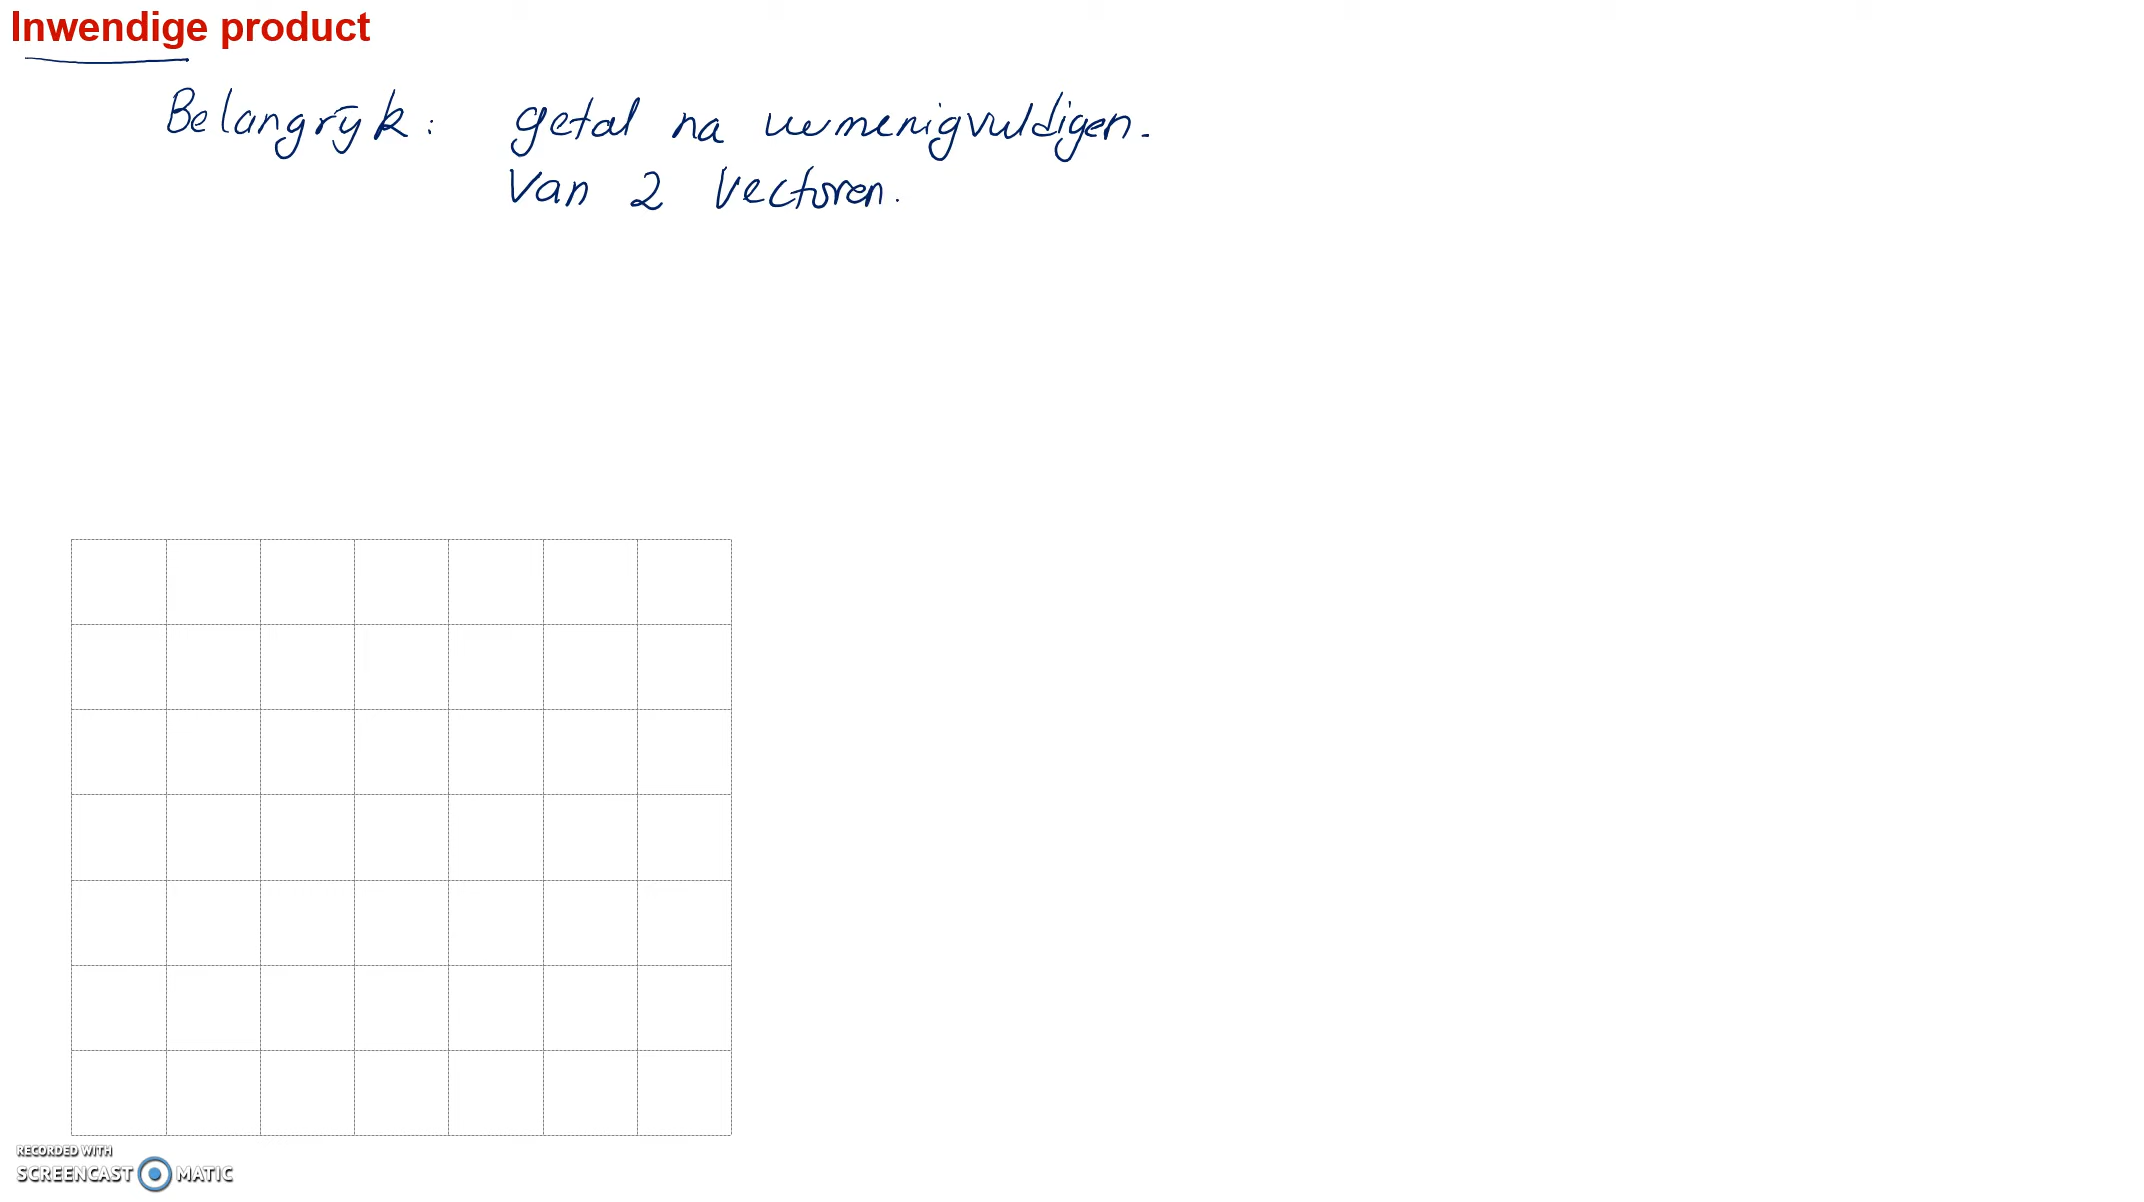 Inwendige product
Belangrijk: getal na vermenigvuldigen.
Van 2 Vectoren.
RECORDED WITH
SCREENCAST MATIC